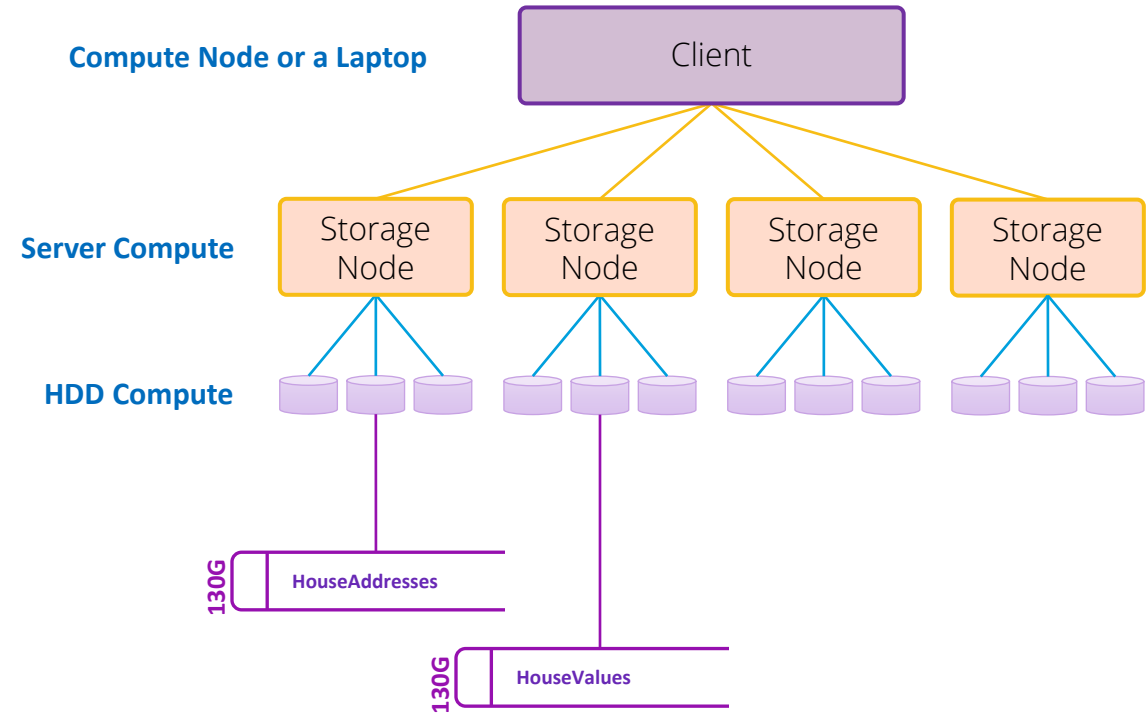 Compute Node or a Laptop
Client
Server Compute
Storage
Node
Storage
Node
Storage
Node
Storage
Node
HDD Compute
130G
HouseAddresses
130G
HouseValues